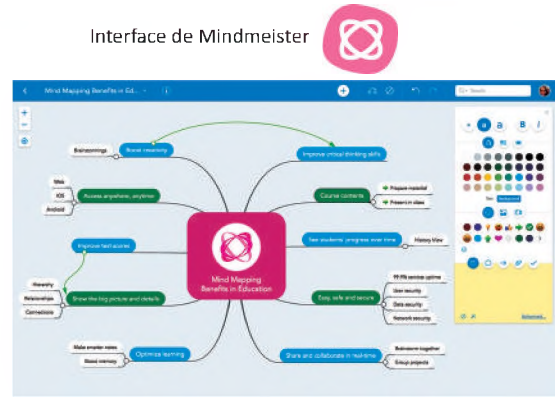 Interface de Mindmeister
Mind Mapping Benefits in Ed...
Brainstormings
Boost creativity
Improve critical thinking skills
Web
iOS
Android
Access anywhere, anytime
Course contents
Prepare material
Present in class
Improve test scores
See students' progress over time
History View
Mind Mapping
Benefits in Education
Hierarchy
Relationships
Connections
Show the big picture and details
Easy, safe and secure
99.9% service uptime
User security
Data security
Network security
Make smarter notes
Boost memory
Optimize learning
Share and collaborate in real-time
Brainstorm together
Group projects